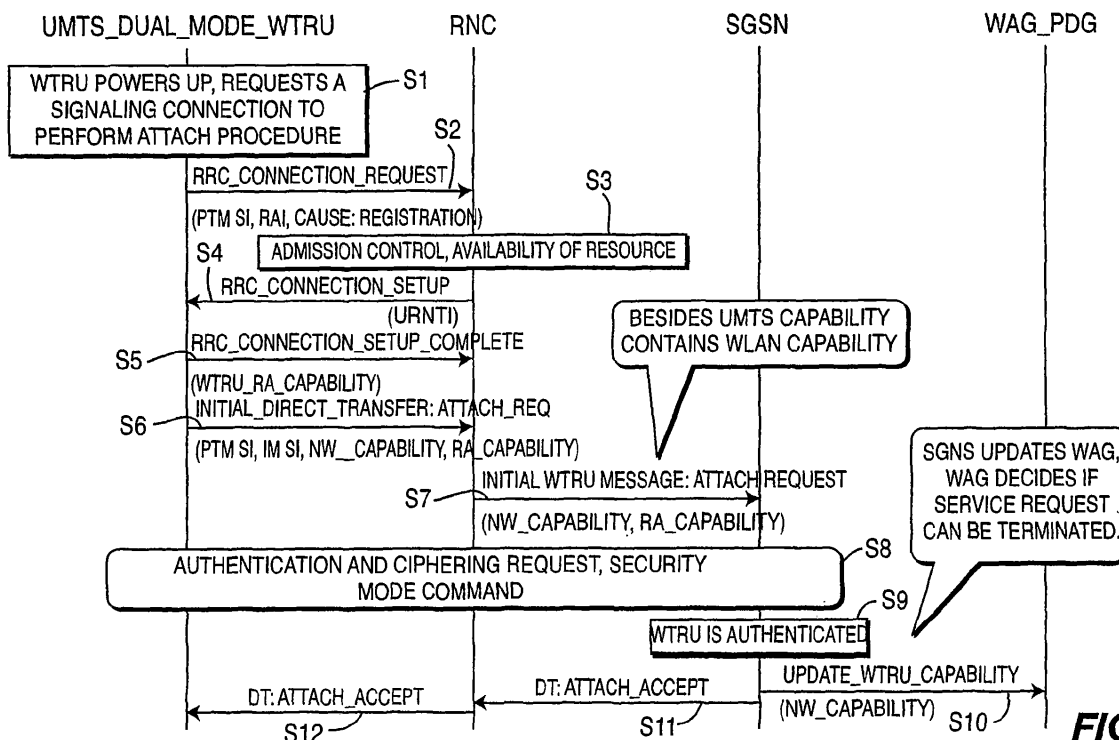 UMTS_DUAL_MODE_WTRU RNC SGSN WAG_PDG
WTRU POWERS UP, REQUESTS A
SIGNALING CONNECTION TO
PERFORM ATTACH PROCEDURE
S1
S2
RRC_CONNECTION_REQUEST
(PTM SI, RAI, CAUSE: REGISTRATION)
S3
ADMISSION CONTROL, AVAILABILITY OF RESOURCE
S4
RRC_CONNECTION_SETUP
(URNTI)
BESIDES UMTS CAPABILITY
CONTAINS WLAN CAPABILITY
RRC_CONNECTION_SETUP_COMPLETE
S5
(WTRU_RA_CAPABILITY)
INITIAL_DIRECT_TRANSFER: ATTACH_REQ
S6
(PTM SI, IM SI, NW__CAPABILITY, RA_CAPABILITY)
INITIAL WTRU MESSAGE: ATTACH REQUEST
S7
(NW_CAPABILITY, RA_CAPABILITY)
SGNS UPDATES WAG,
WAG DECIDES IF
SERVICE REQUEST
CAN BE TERMINATED.
AUTHENTICATION AND CIPHERING REQUEST, SECURITY
MODE COMMAND
S8
S9
WTRU IS AUTHENTICATED
UPDATE_WTRU_CAPABILITY
(NW_CAPABILITY)
S10
DT: ATTACH_ACCEPT
S11
DT: ATTACH_ACCEPT
S12
FIG